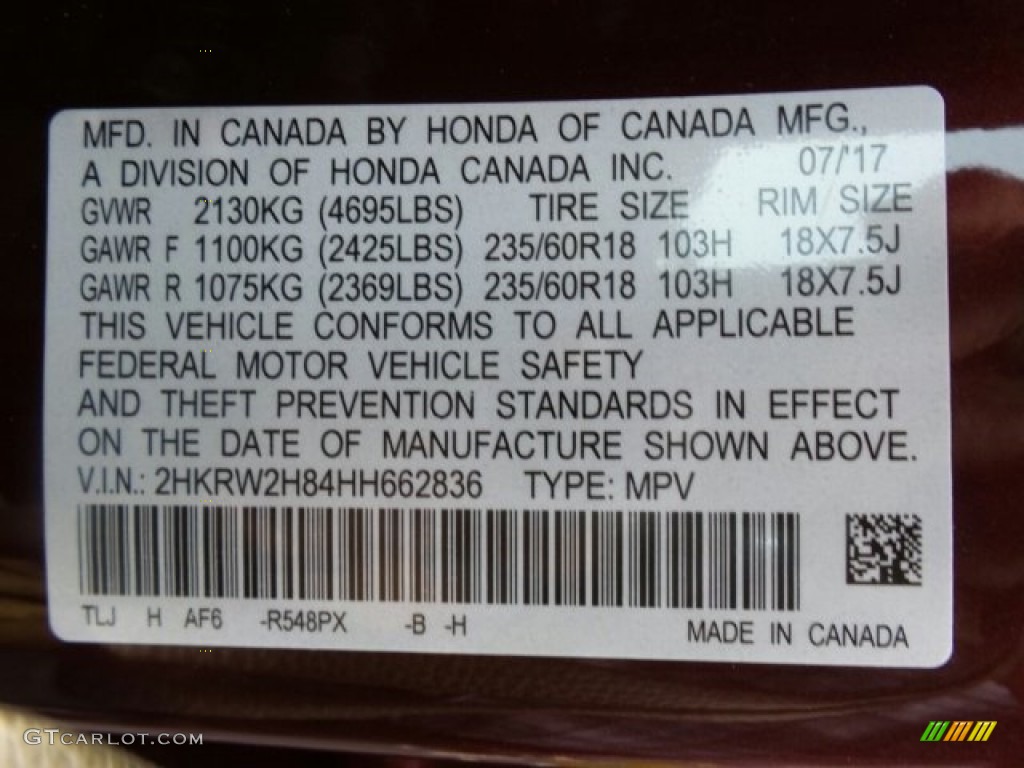 MFD. IN CANADA BY HONDA OF CANADA MFG.,
A DIVISION OF HONDA CANADA INC. 07/'17
GVWR 2130KG (4695LBS) TIRE SIZE RIM SIZE
GAWR F 1100KG (2425LBS) 235/60R18 103H 18X7.5J
GAWR R 1075KG (2369LBS) 235/60R18 103H 18X7.5J
THIS VEHICLE CONFORMS TO ALL APPLICABLE
FEDERAL MOTOR VEHICLE SAFETY
AND THEFT PREVENTION STANDARDS IN EFFECT
ON THE DATE OF MANUFACTURE SHOWN ABOVE.
V.I.N.: 2HKRW2H84HH662836 TYPE: MPV
TLJ H AF6 -R548PX -B -H
MADE IN CANADA
GTCARLOT.COM